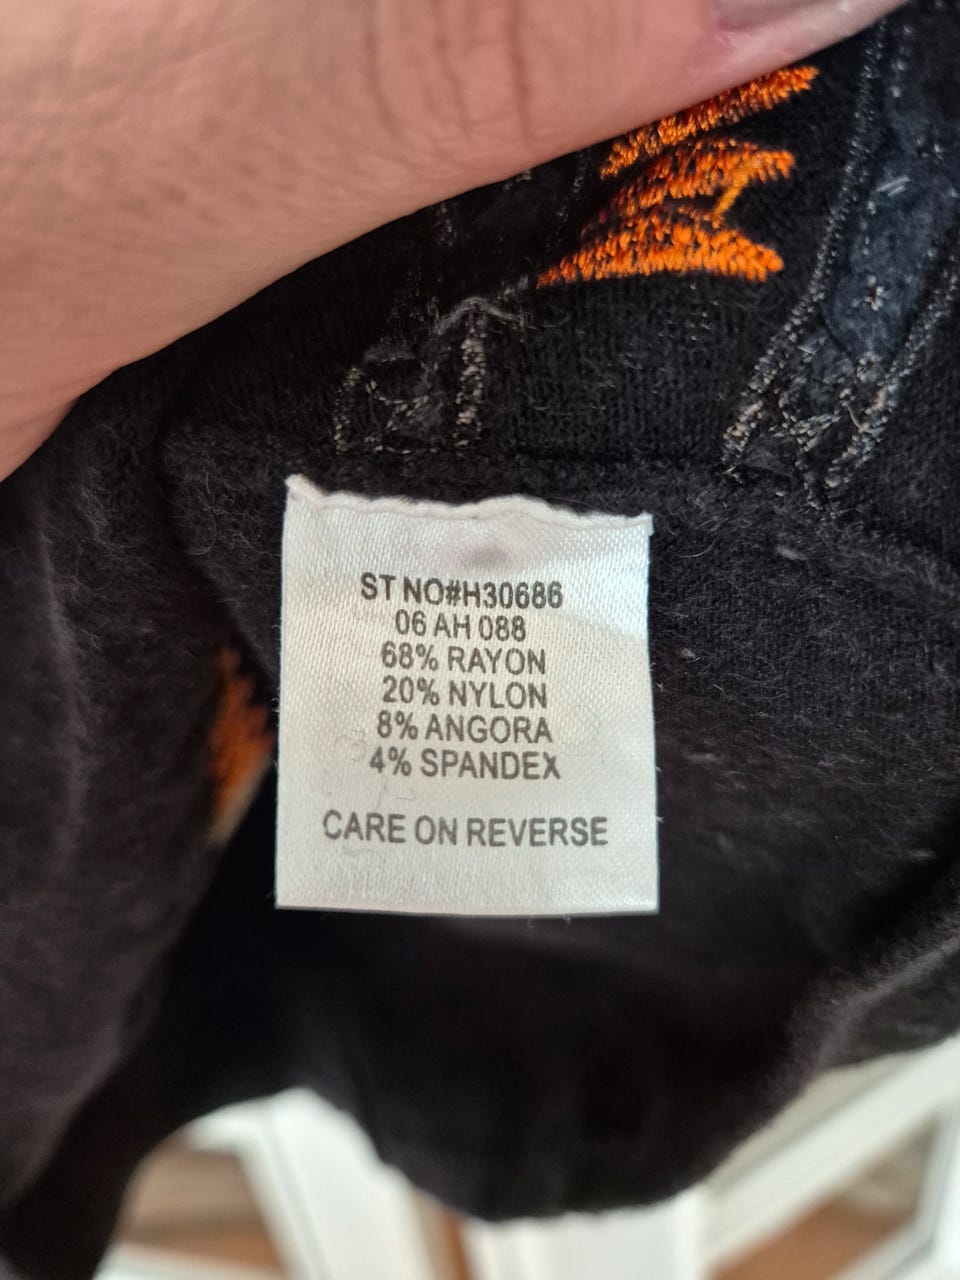 ST NO#H30686
06 AH 088
68% RAYON
20% NYLON
8% ANGORA
4% SPANDEX
CARE ON REVERSE